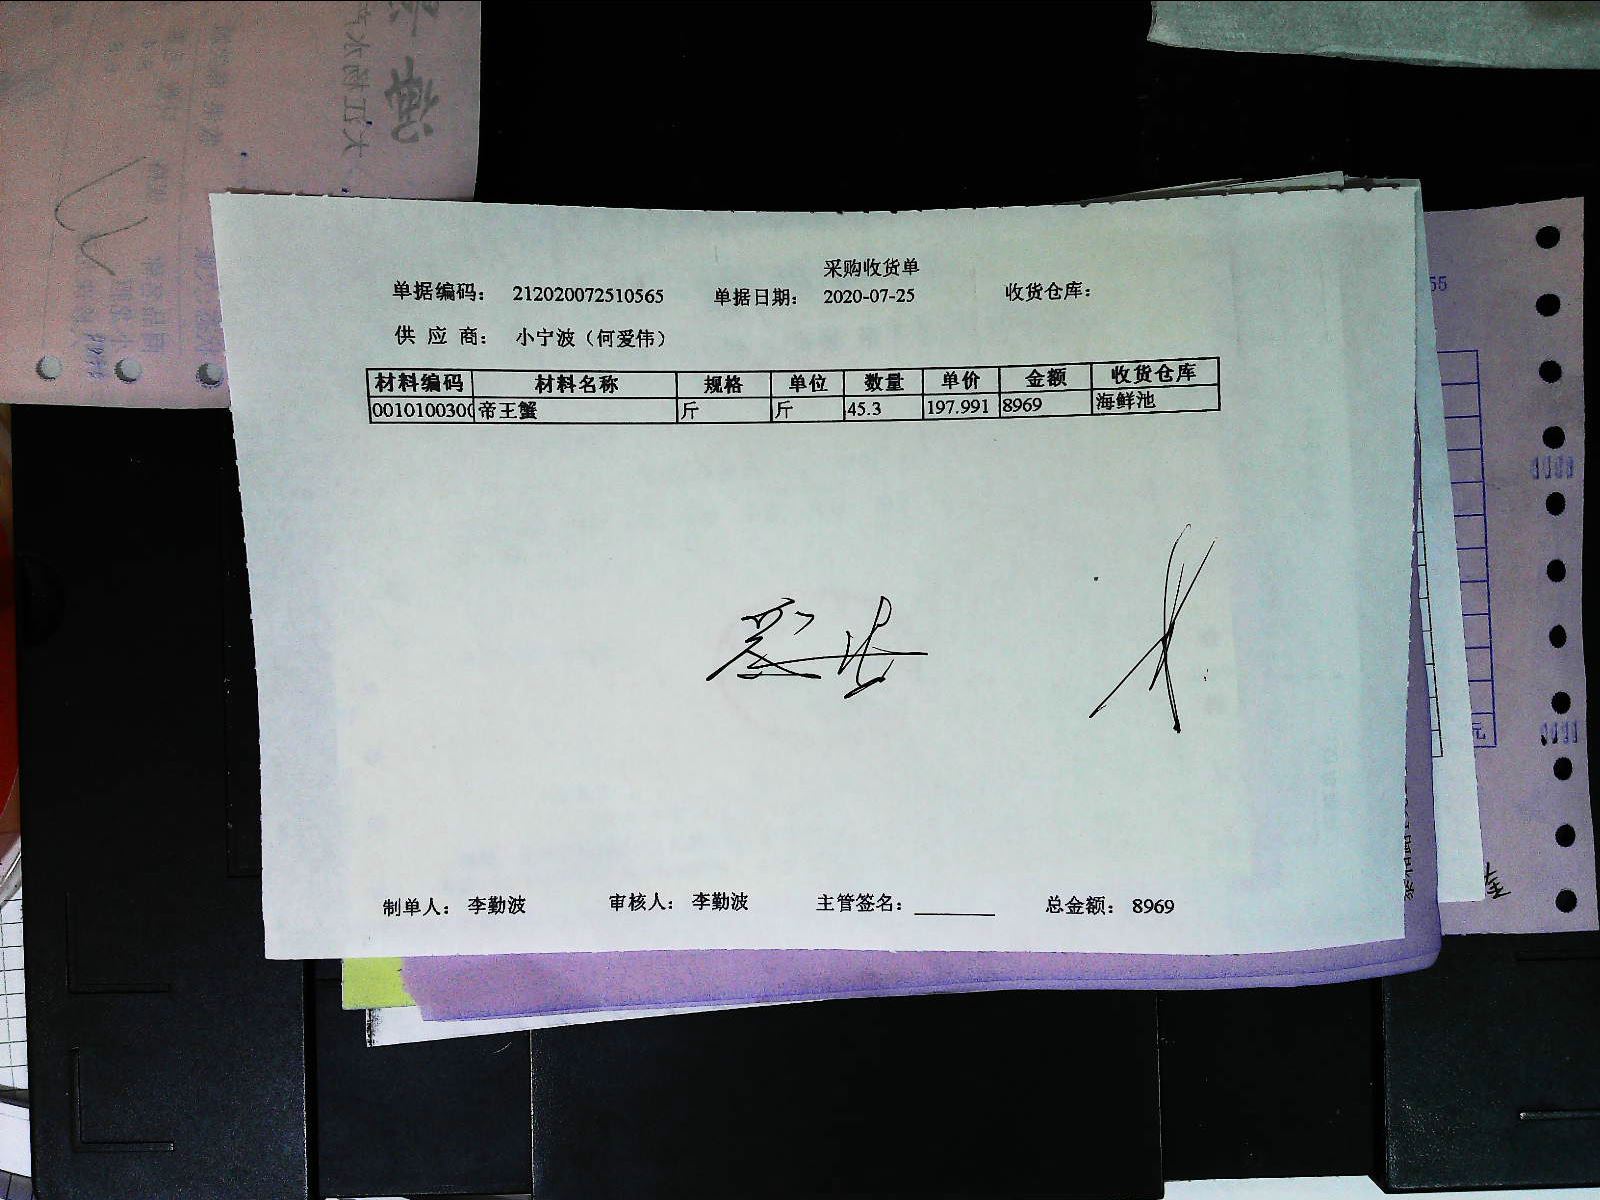 采购收货单
单据编码： 212020072510565 单据日期： 2020-07-25 收货仓库：
供 应 商： 小宁波（何爱伟）
材料编码 材料名称 规格 单位 数量 单价 金额 收货仓库
0010100300 帝王蟹 斤 斤 45.3 197.991 8969 海鲜池
制单人： 李勤波 审核人： 李勤波 主管签名： 总金额： 8969